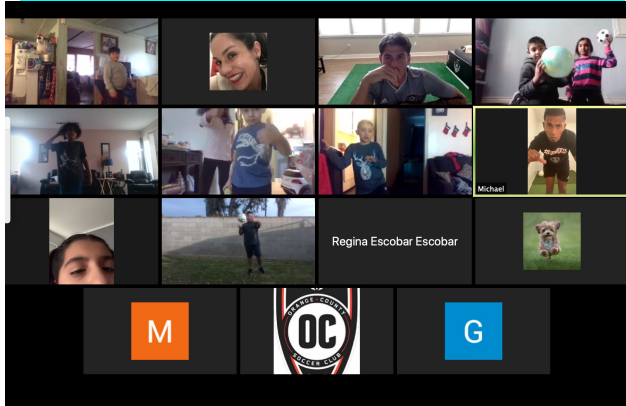 Michael
Regina Escobar Escobar
M
ORANGE · COUNTY
OC
SOCCER CLUB
G